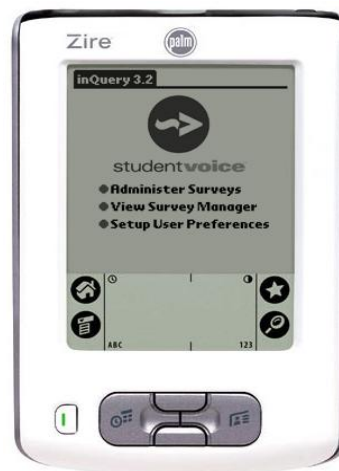 Zire palm
inQuery 3.2
studentvoice
Administer Surveys
View Survey Manager
Setup User Preferences
ABC 123